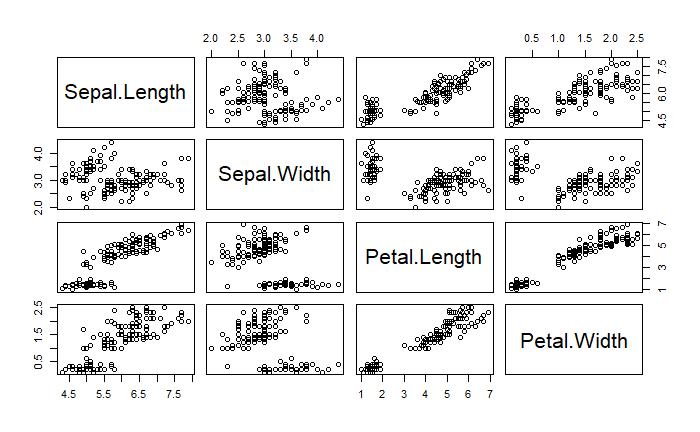 2.0 2.5 3.0 3.5 4.0
0.5 1.0 1.5 2.0 2.5
Sepal.Length
4.5 5.5 6.0 7.5
2.0 3.0 4.0
Sepal.Width
Petal.Length
1 3 5 7
0.5 1.5 2.5
Petal.Width
4.5 5.5 6.5 7.5
1 2 3 4 5 6 7